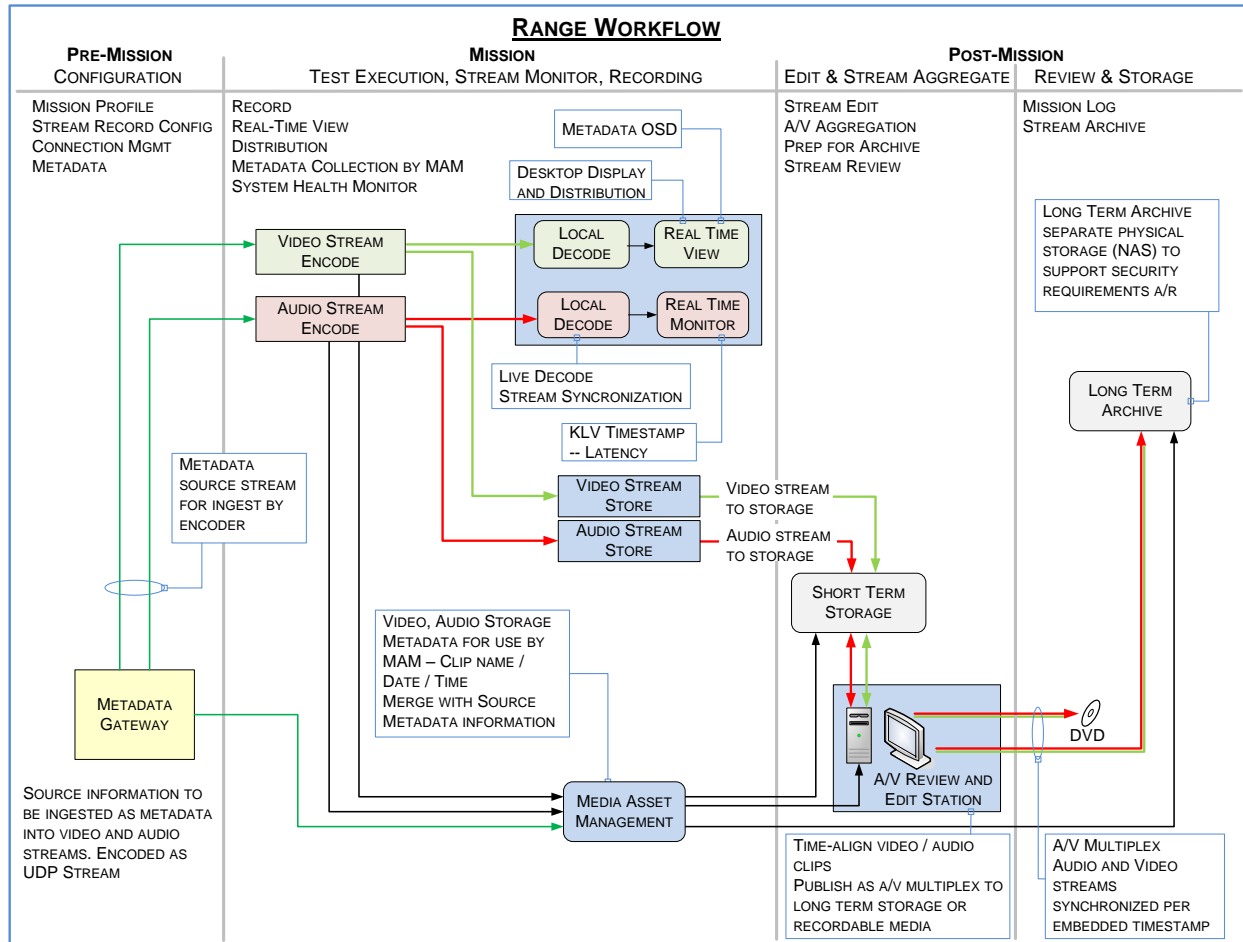 RANGE WORKFLOW
PRE-MISSION
CONFIGURATION
MISSION
TEST EXECUTION, STREAM MONITOR, RECORDING
POST-MISSION
EDIT & STREAM AGGREGATE
REVIEW & STORAGE
MISSION PROFILE
STREAM RECORD CONFIG
CONNECTION MGMT
METADATA
RECORD
REAL-TIME VIEW
DISTRIBUTION
METADATA COLLECTION BY MAM
SYSTEM HEALTH MONITOR
STREAM EDIT
A/V AGGREGATION
PREP FOR ARCHIVE
STREAM REVIEW
MISSION LOG
STREAM ARCHIVE
METADATA OSD
DESKTOP DISPLAY
AND DISTRIBUTION
LONG TERM ARCHIVE
SEPARATE PHYSICAL
STORAGE (NAS) TO
SUPPORT SECURITY
REQUIREMENTS A/R
VIDEO STREAM
ENCODE
LOCAL
DECODE
REAL TIME
VIEW
AUDIO STREAM
ENCODE
LOCAL
DECODE
REAL TIME
MONITOR
LIVE DECODE
STREAM SYNCRONIZATION
KLV TIMESTAMP
-- LATENCY
LONG TERM
ARCHIVE
METADATA
SOURCE STREAM
FOR INGEST BY
ENCODER
VIDEO STREAM
STORE
VIDEO STREAM
TO STORAGE
AUDIO STREAM
STORE
AUDIO STREAM
TO STORAGE
SHORT TERM
STORAGE
VIDEO, AUDIO STORAGE
METADATA FOR USE BY
MAM – CLIP NAME /
DATE / TIME
MERGE WITH SOURCE
METADATA INFORMATION
METADATA
GATEWAY
DVD
A/V REVIEW AND
EDIT STATION
MEDIA ASSET
MANAGEMENT
SOURCE INFORMATION TO
BE INGESTED AS METADATA
INTO VIDEO AND AUDIO
STREAMS. ENCODED AS
UDP STREAM
TIME-ALIGN VIDEO / AUDIO
CLIPS
PUBLISH AS A/V MULTIPLEX TO
LONG TERM STORAGE OR
RECORDABLE MEDIA
A/V MULTIPLEX
AUDIO AND VIDEO
STREAMS
SYNCHRONIZED PER
EMBEDDED TIMESTAMP